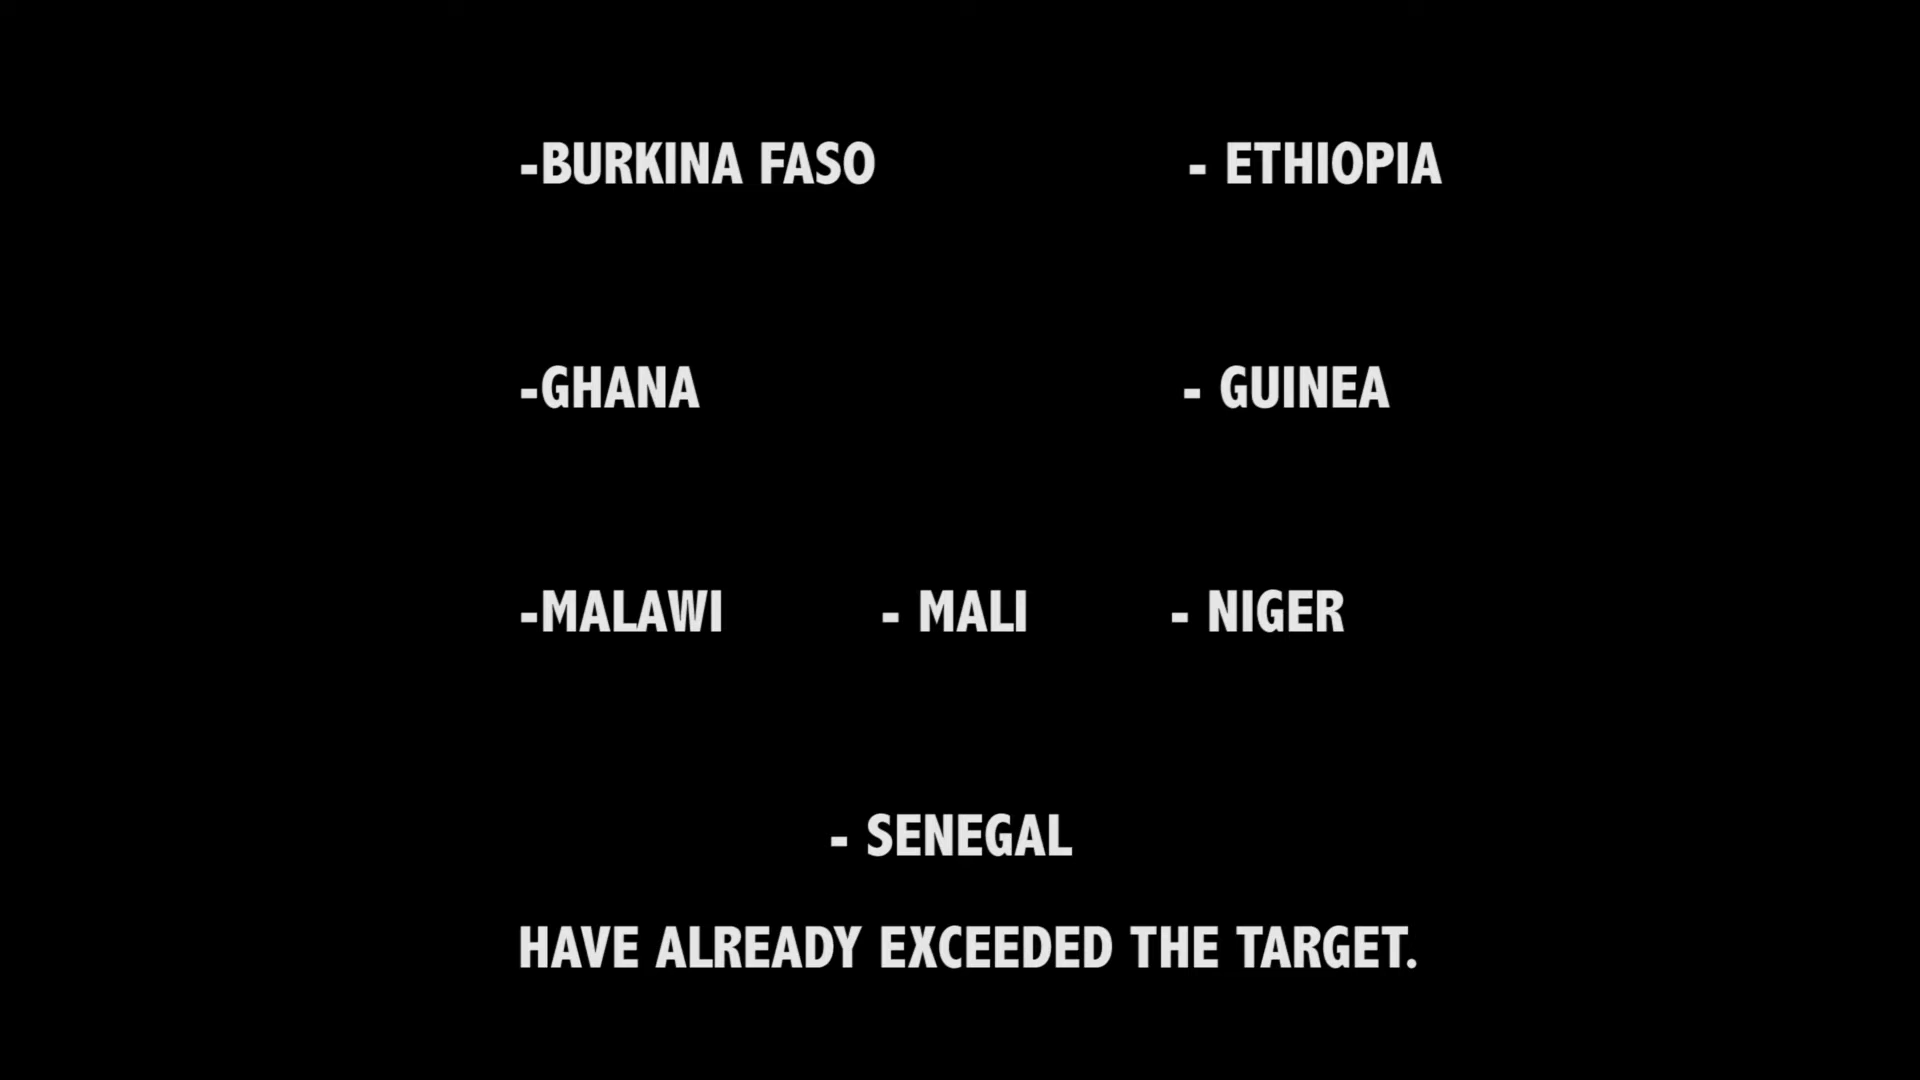 -BURKINA FASO - ETHIOPIA
-GHANA - GUINEA
-MALAWI - MALI - NIGER
- SENEGAL
HAVE ALREADY EXCEEDED THE TARGET.